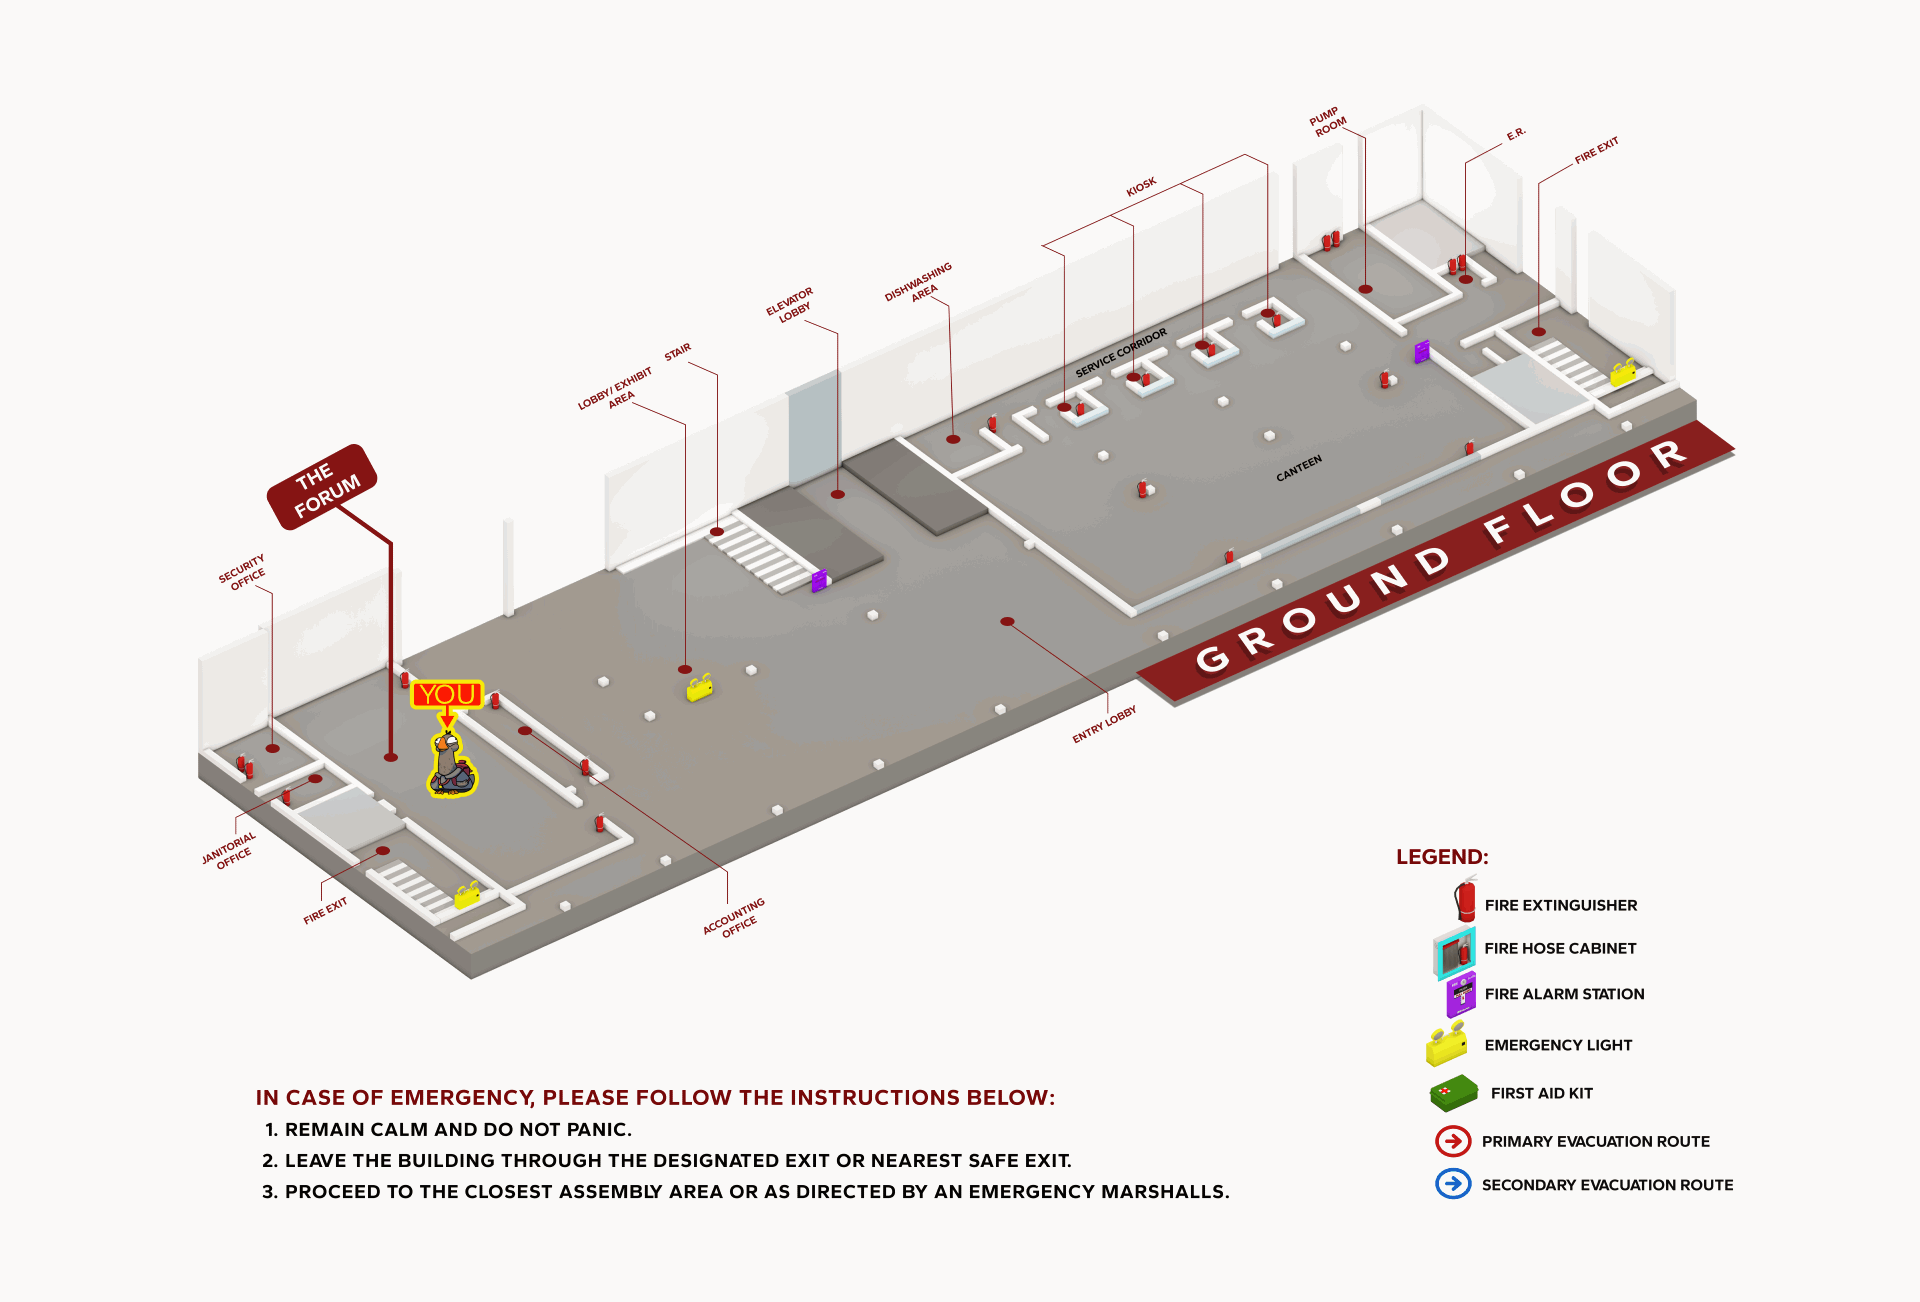 PUMP
ROOM
E.R.
FIRE EXIT
KIOSK
DISHWASHING
AREA
ELEVATOR
LOBBY
SERVICE CORRIDOR
STAIR
LOBBY/ EXHIBIT
AREA
CANTEEN
THE
FORUM
GROUND FLOOR
SECURITY
OFFICE
YOU
ENTRY LOBBY
JANITORIAL
OFFICE
FIRE EXIT
ACCOUNTING
OFFICE
LEGEND:
FIRE EXTINGUISHER
FIRE HOSE CABINET
FIRE ALARM STATION
EMERGENCY LIGHT
FIRST AID KIT
PRIMARY EVACUATION ROUTE
SECONDARY EVACUATION ROUTE
IN CASE OF EMERGENCY, PLEASE FOLLOW THE INSTRUCTIONS BELOW:
1. REMAIN CALM AND DO NOT PANIC.
2. LEAVE THE BUILDING THROUGH THE DESIGNATED EXIT OR NEAREST SAFE EXIT.
3. PROCEED TO THE CLOSEST ASSEMBLY AREA OR AS DIRECTED BY AN EMERGENCY MARSHALLS.